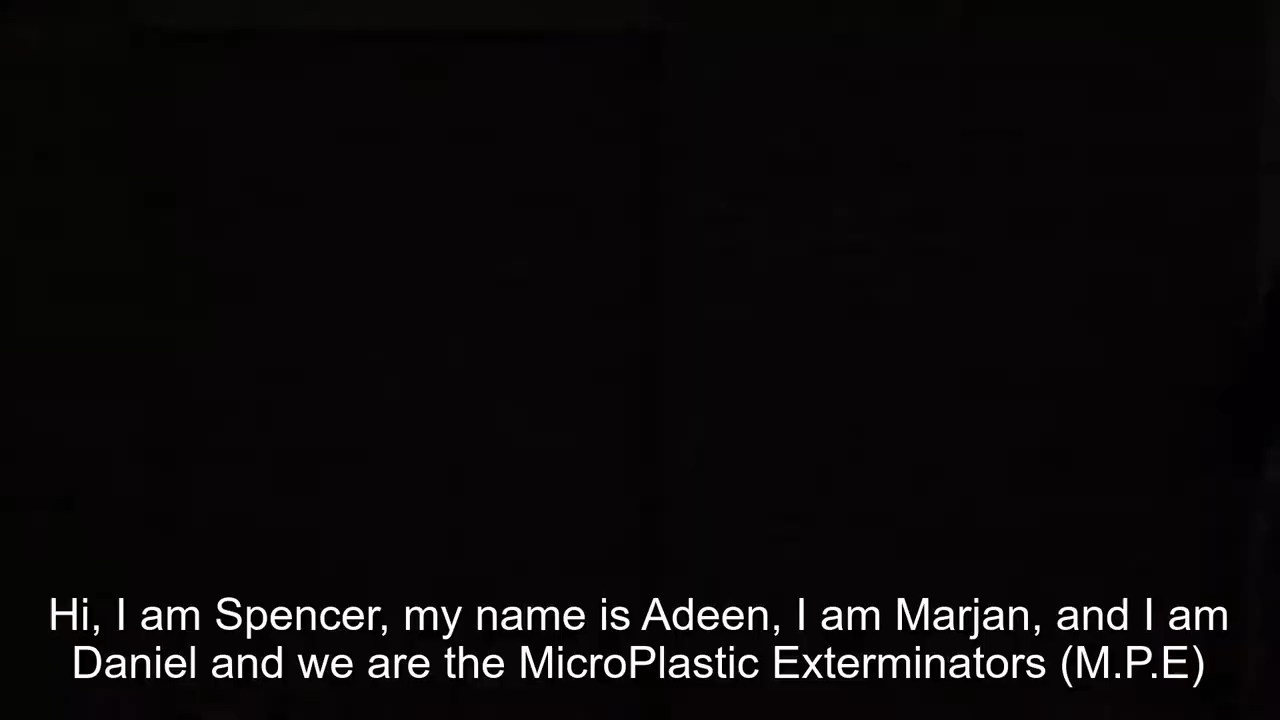 Hi, I am Spencer, my name is Adeen, I am Marjan, and I am
Daniel and we are the MicroPlastic Exterminators (M.P.E)